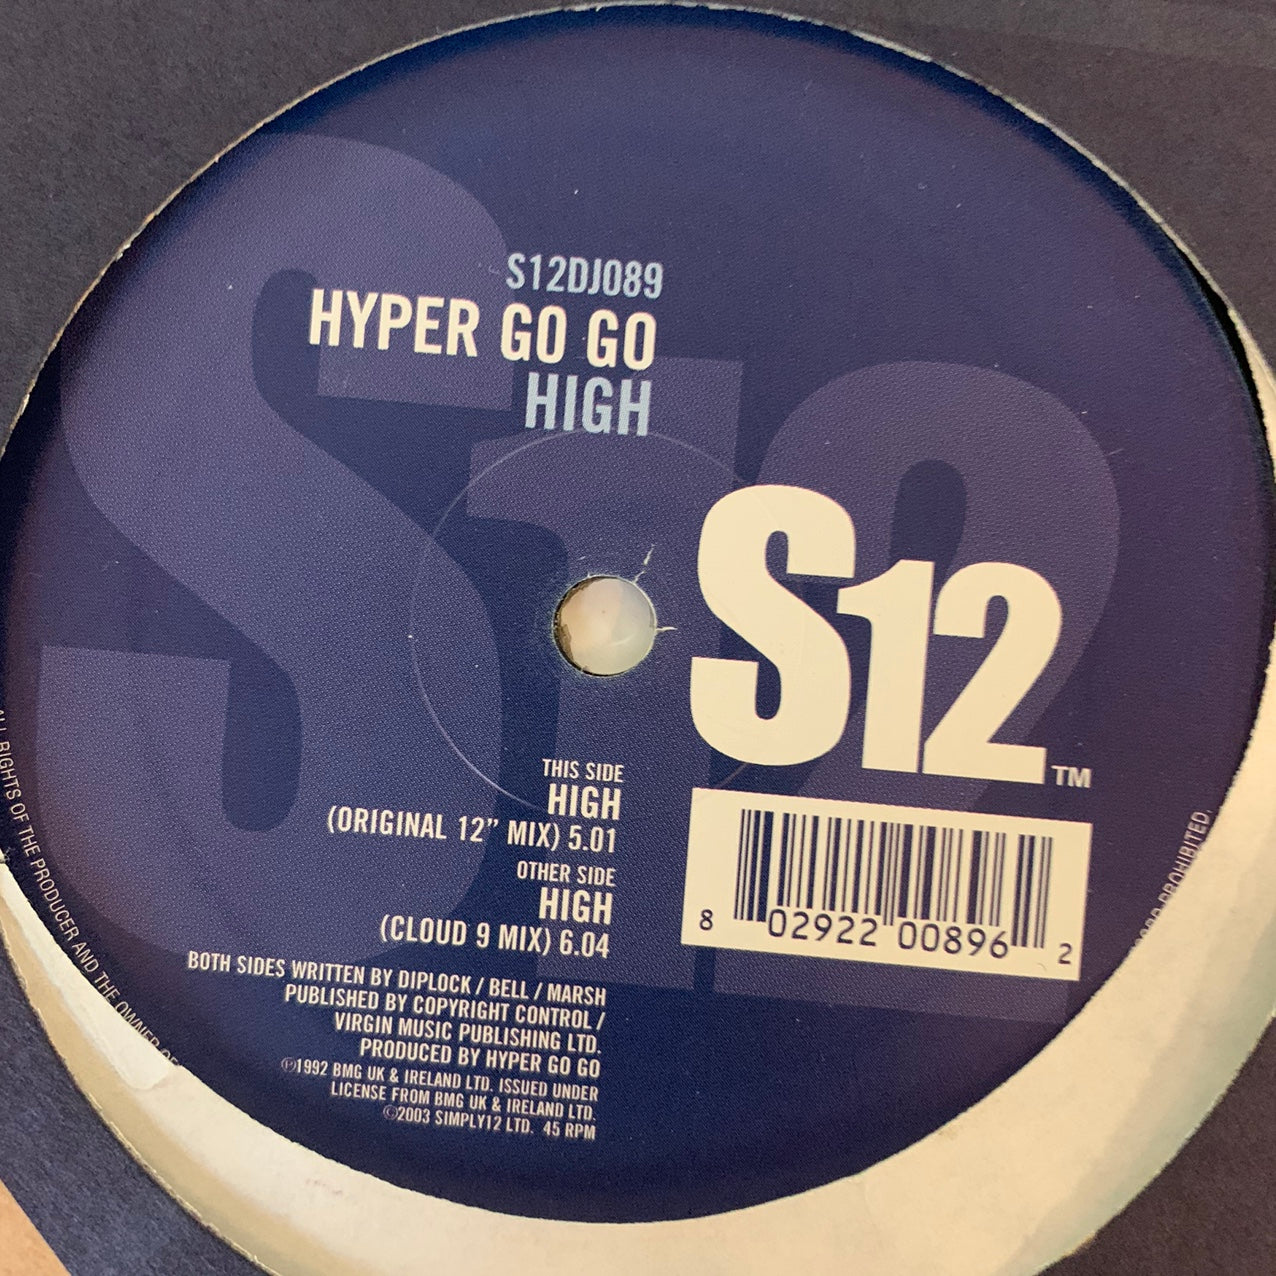 S12DJ089
HYPER GO GO
HIGH
S12™
THIS SIDE
HIGH
(ORIGINAL 12” MIX) 5.01
OTHER SIDE
HIGH
(CLOUD 9 MIX) 6.04
BOTH SIDES WRITTEN BY DIPLOCK / BELL / MARSH
PUBLISHED BY COPYRIGHT CONTROL /
VIRGIN MUSIC PUBLISHING LTD.
PRODUCED BY HYPER GO GO
℗1992 BMG UK & IRELAND LTD. ISSUED UNDER
LICENSE FROM BMG UK & IRELAND LTD.
©2003 SIMPLY12 LTD. 45 RPM
8 02922 00896 2
ALL RIGHTS OF THE PRODUCER AND THE OWNER OF
PROHIBITED.
S12